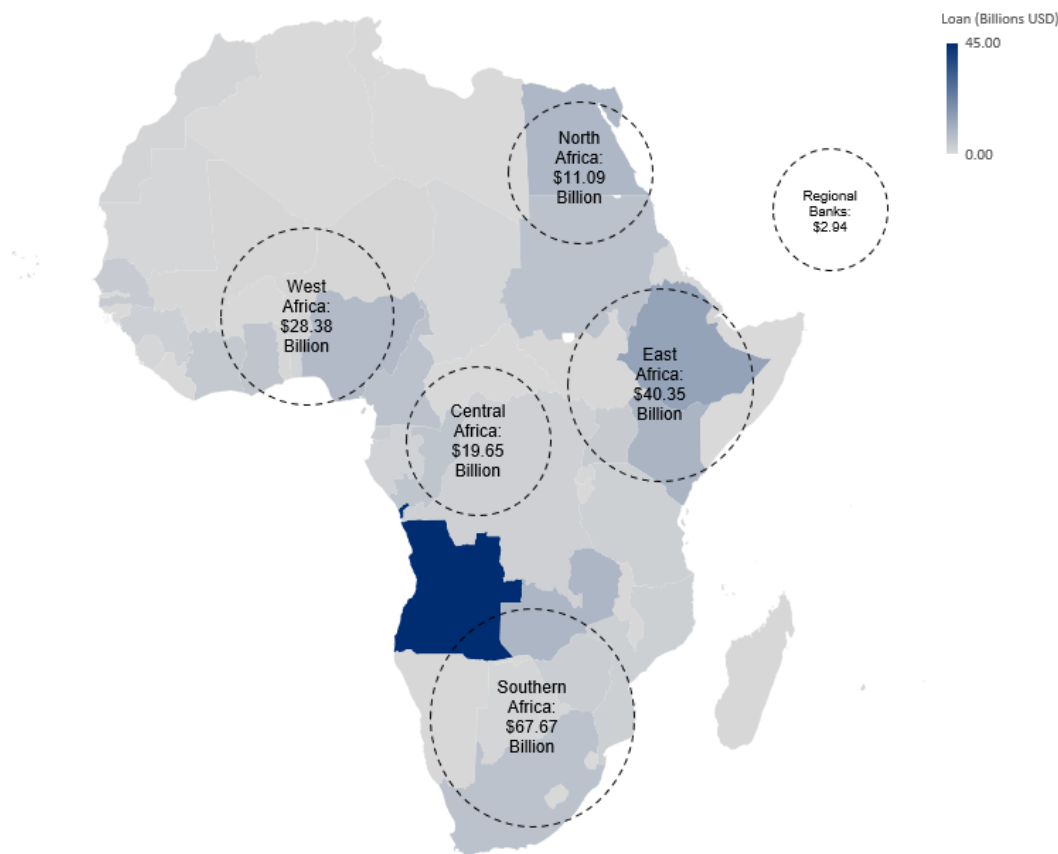 Loan (Billions USD)
45.00
0.00
North
Africa:
$11.09
Billion
Regional
Banks:
$2.94
West
Africa:
$28.38
Billion
East
Africa:
$40.35
Billion
Central
Africa:
$19.65
Billion
Southern
Africa:
$67.67
Billion